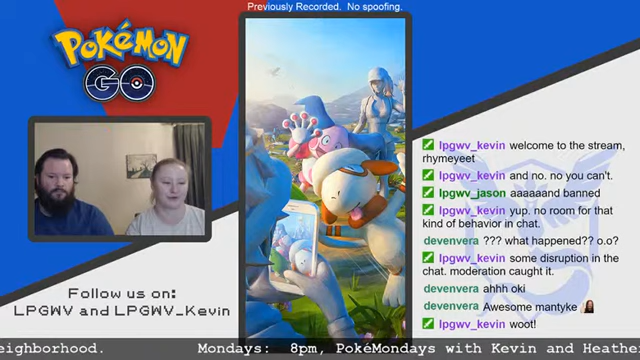 Previously Recorded. No spoofing.
POKéMON
GO
lpgwv_kevin welcome to the stream,
rhymeyeet
lpgwv_kevin and no. no you can't.
lpgwv_jason aaaaand banned
lpgwv_kevin yup. no room for that
kind of behavior in chat.
devenvera ??? what happened?? o.o?
lpgwv_kevin some disruption in the
chat. moderation caught it.
devenvera ahhh oki
devenvera Awesome mantyke
lpgwv_kevin woot!
Follow us on:
LPGWV and LPGWV_Kevin
eighborhood. Mondays: 8pm, PokéMondays with Kevin and Heathe